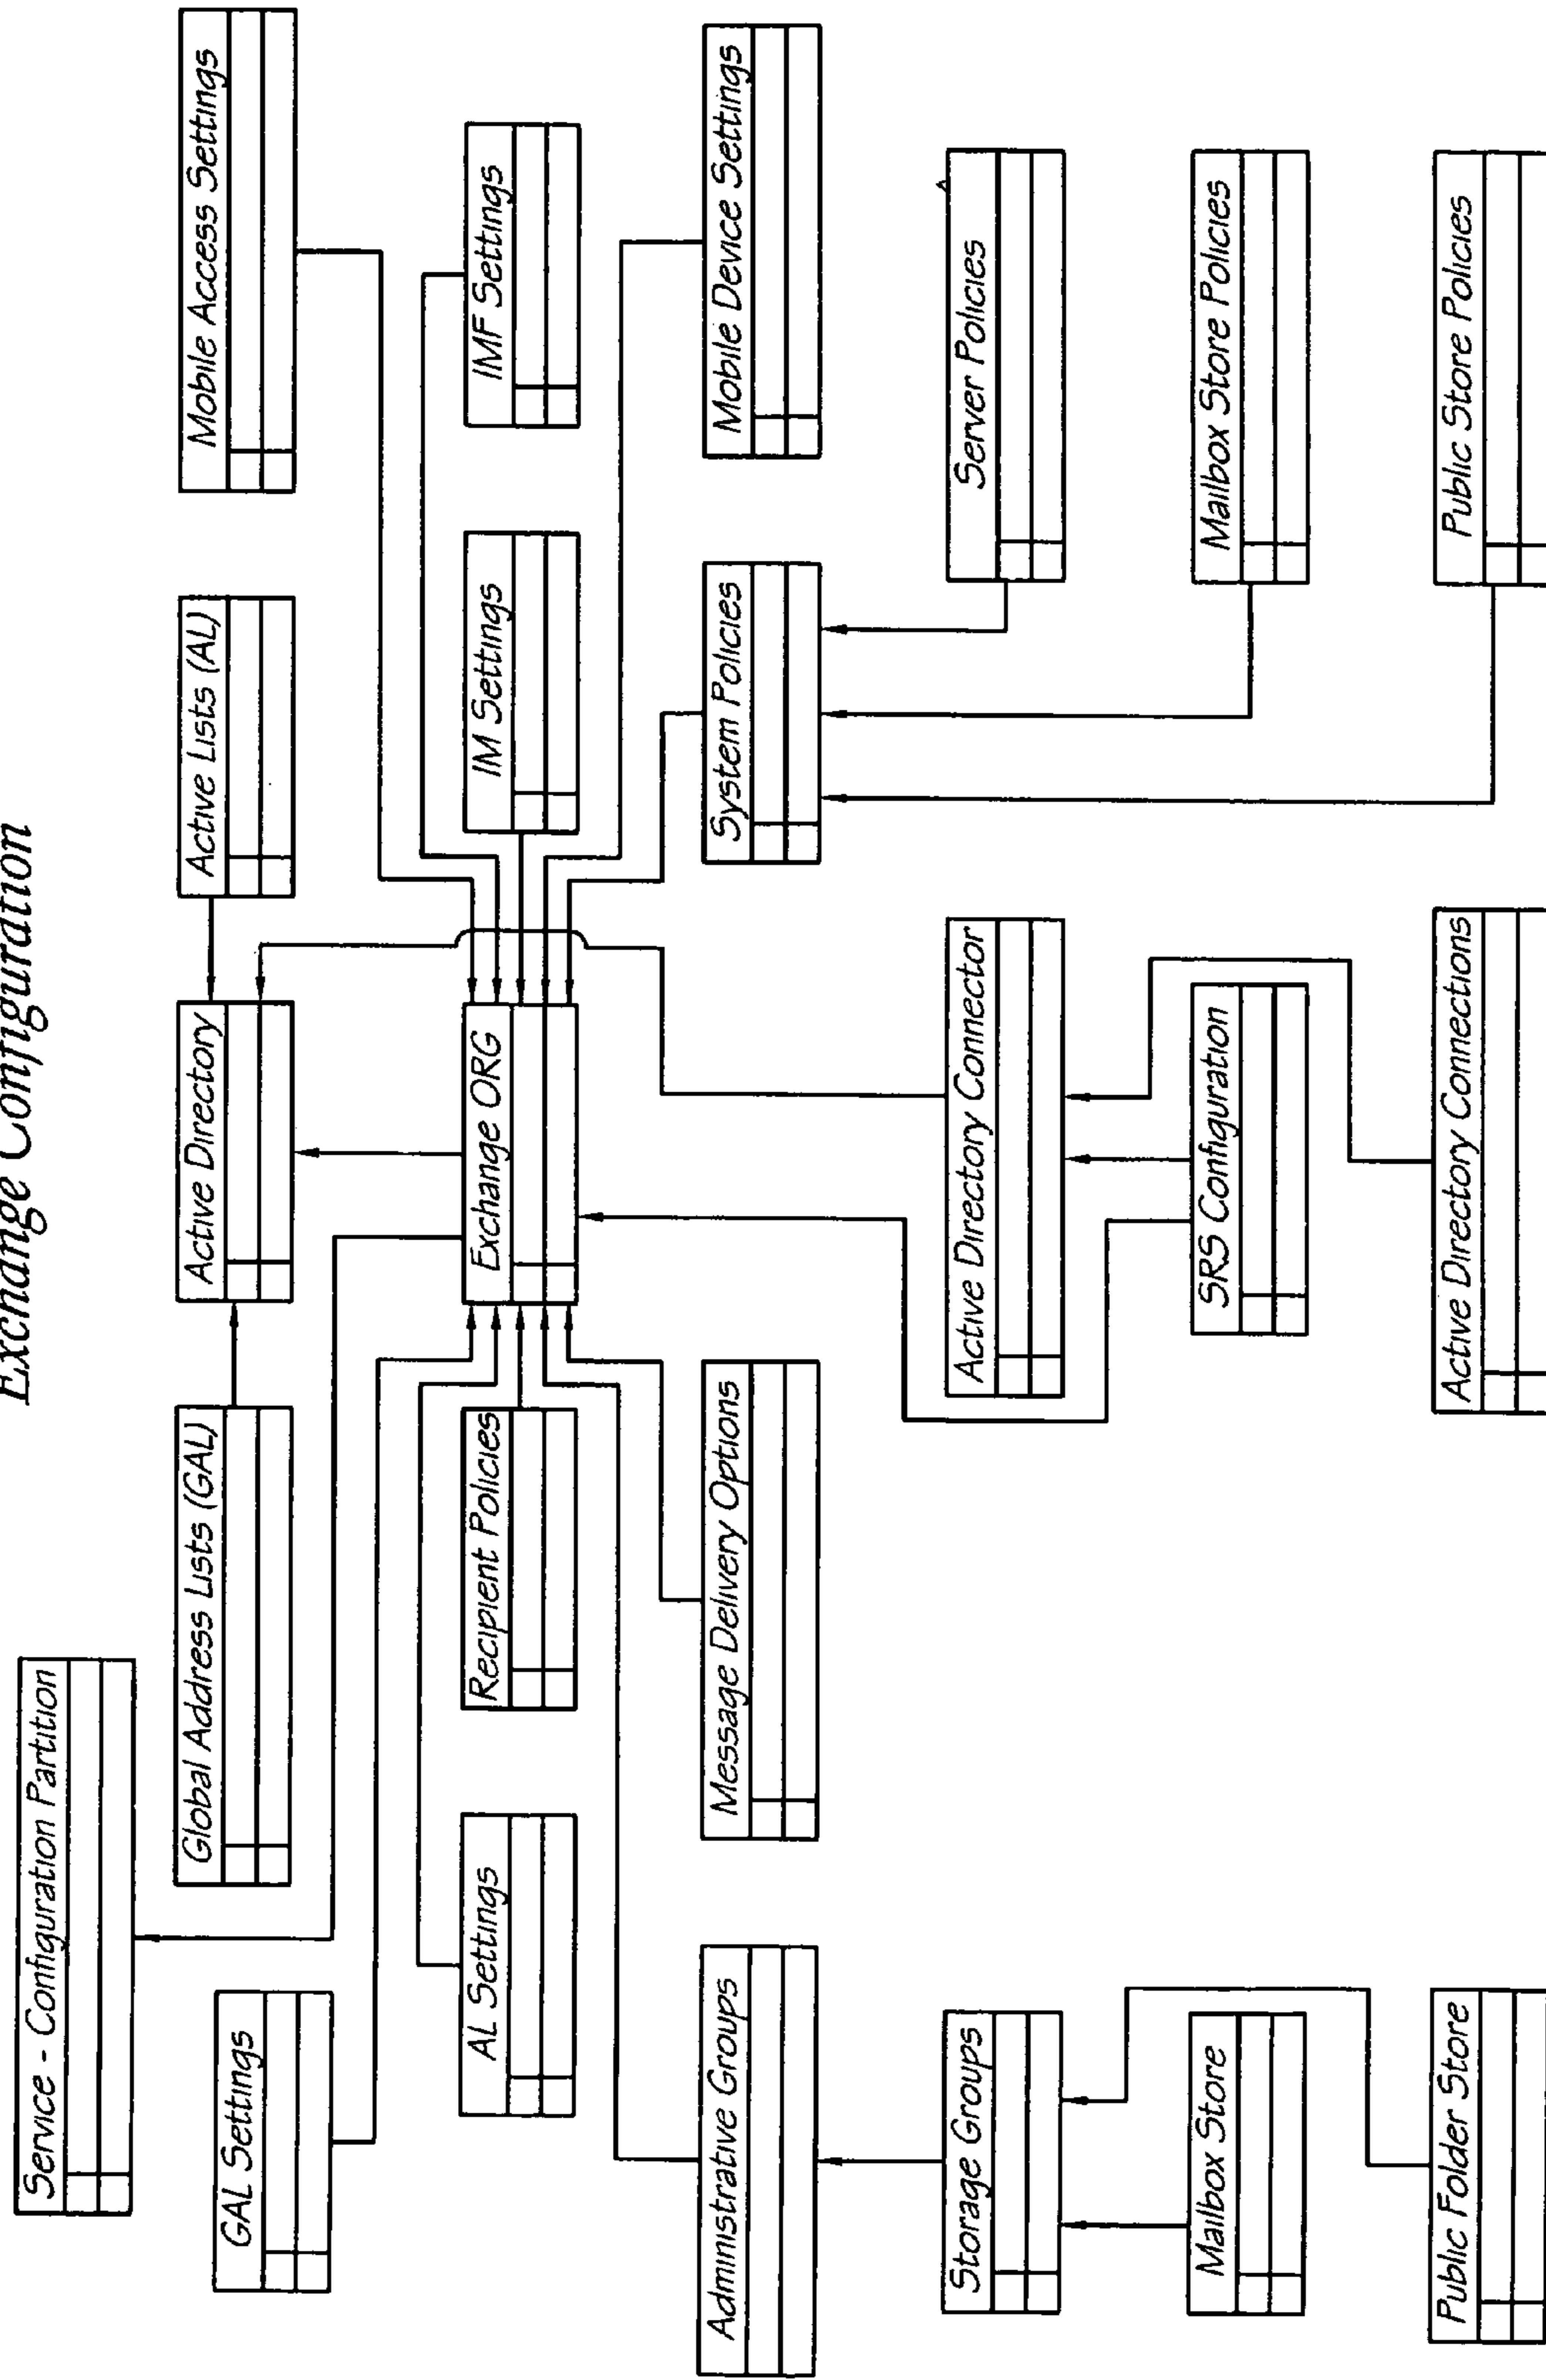 Exchange Configuration
Service - Configuration Partition
GAL Settings
Global Address Lists (GAL)
Active Directory
Active Lists (AL)
Mobile Access Settings
AL Settings
Recipient Policies
Exchange ORG
IM Settings
IMF Settings
Administrative Groups
Message Delivery Options
System Policies
Mobile Device Settings
Storage Groups
Active Directory Connector
Server Policies
Mailbox Store
SRS Configuration
Mailbox Store Policies
Public Folder Store
Active Directory Connections
Public Store Policies